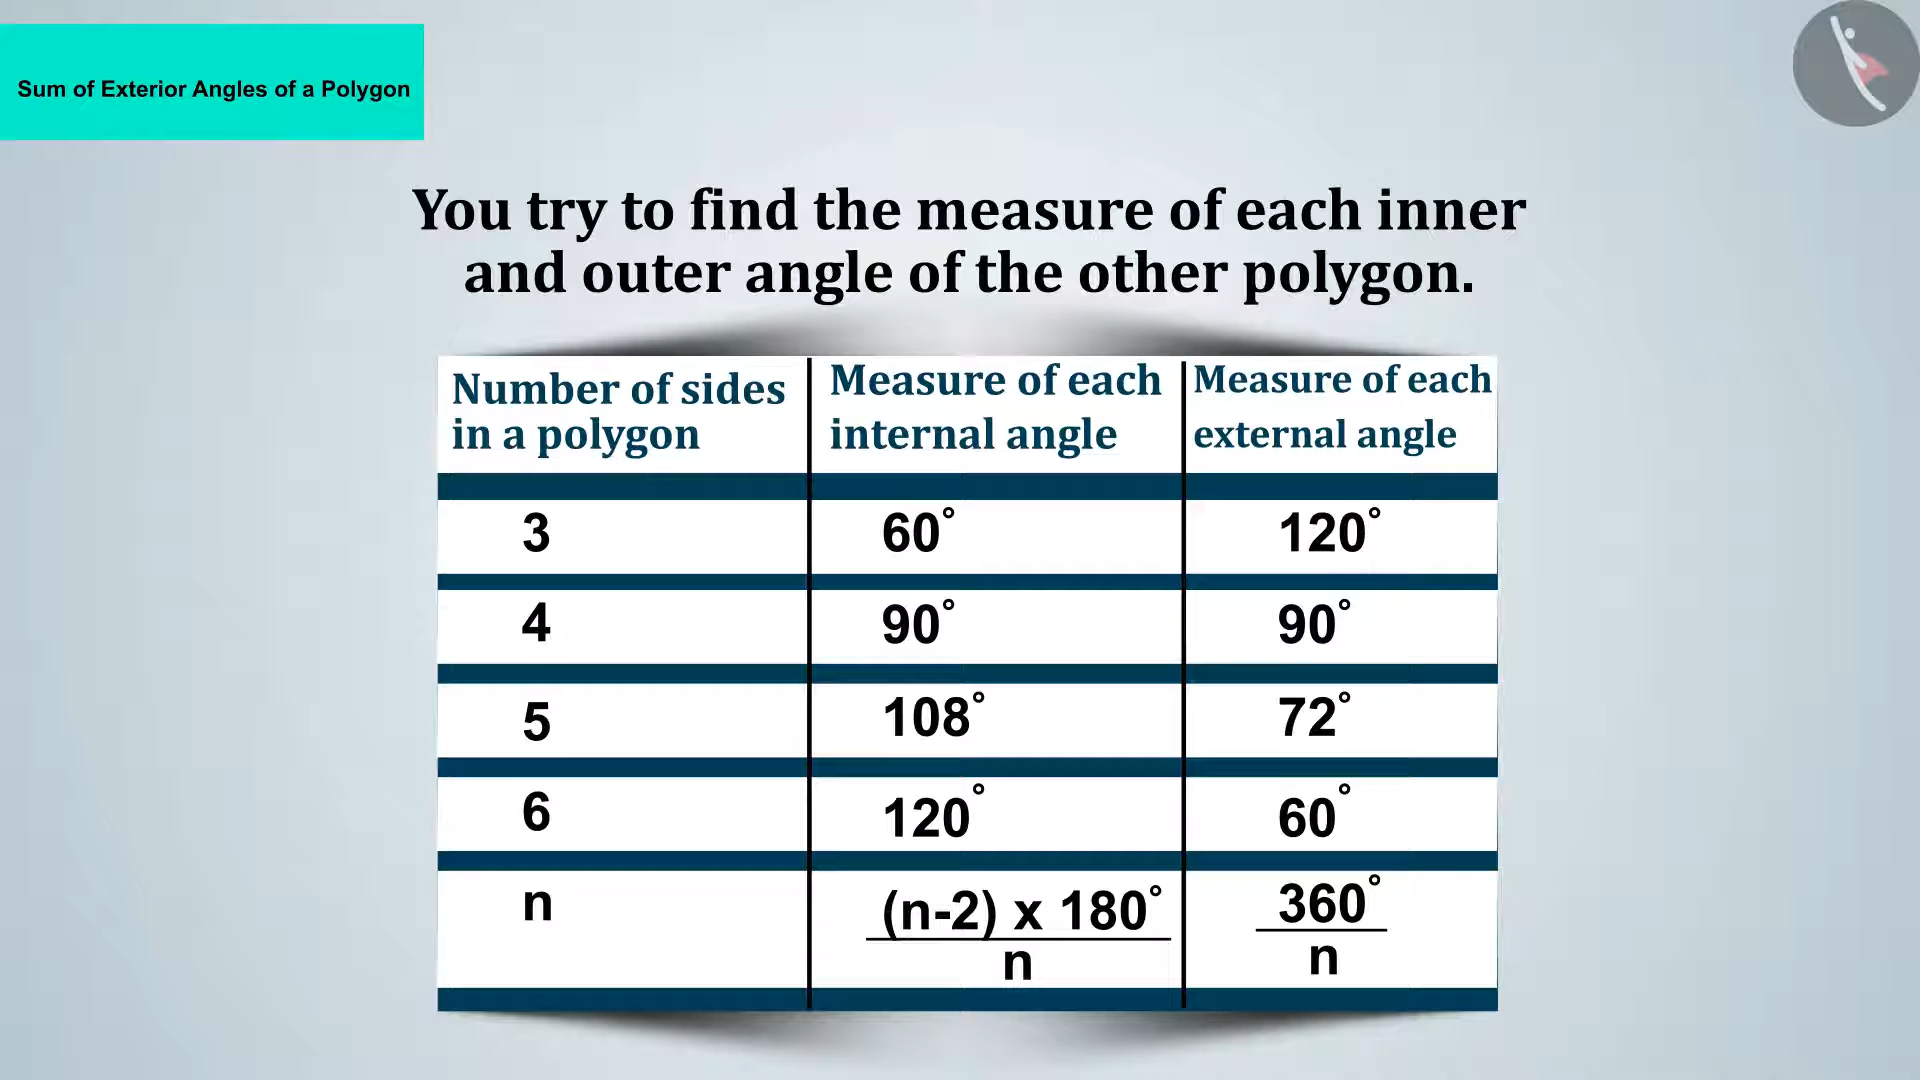 Sum of Exterior Angles of a Polygon
You try to find the measure of each inner
and outer angle of the other polygon.
Number of sides
in a polygon
Measure of each
internal angle
Measure of each
external angle
3 60° 120°
4 90° 90°
5 108° 72°
6 120° 60°
n (n-2) x 180° 360°
n n